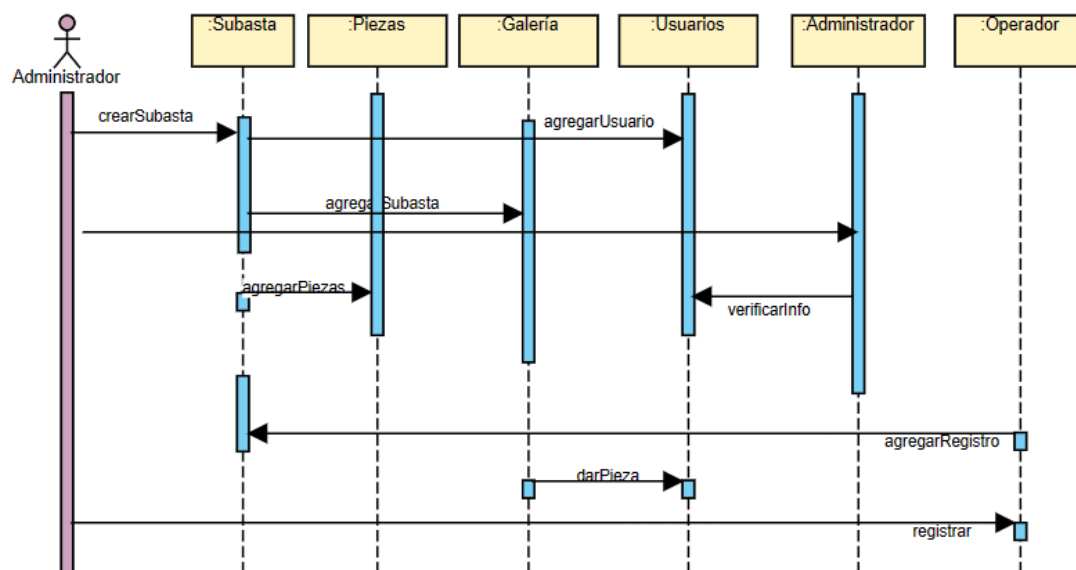 :Subasta
:Piezas
:Galería
:Usuarios
:Administrador
:Operador
Administrador
crearSubasta
agregarUsuario
agregarSubasta
agregarPiezas
verificarInfo
agregarRegistro
darPieza
registrar